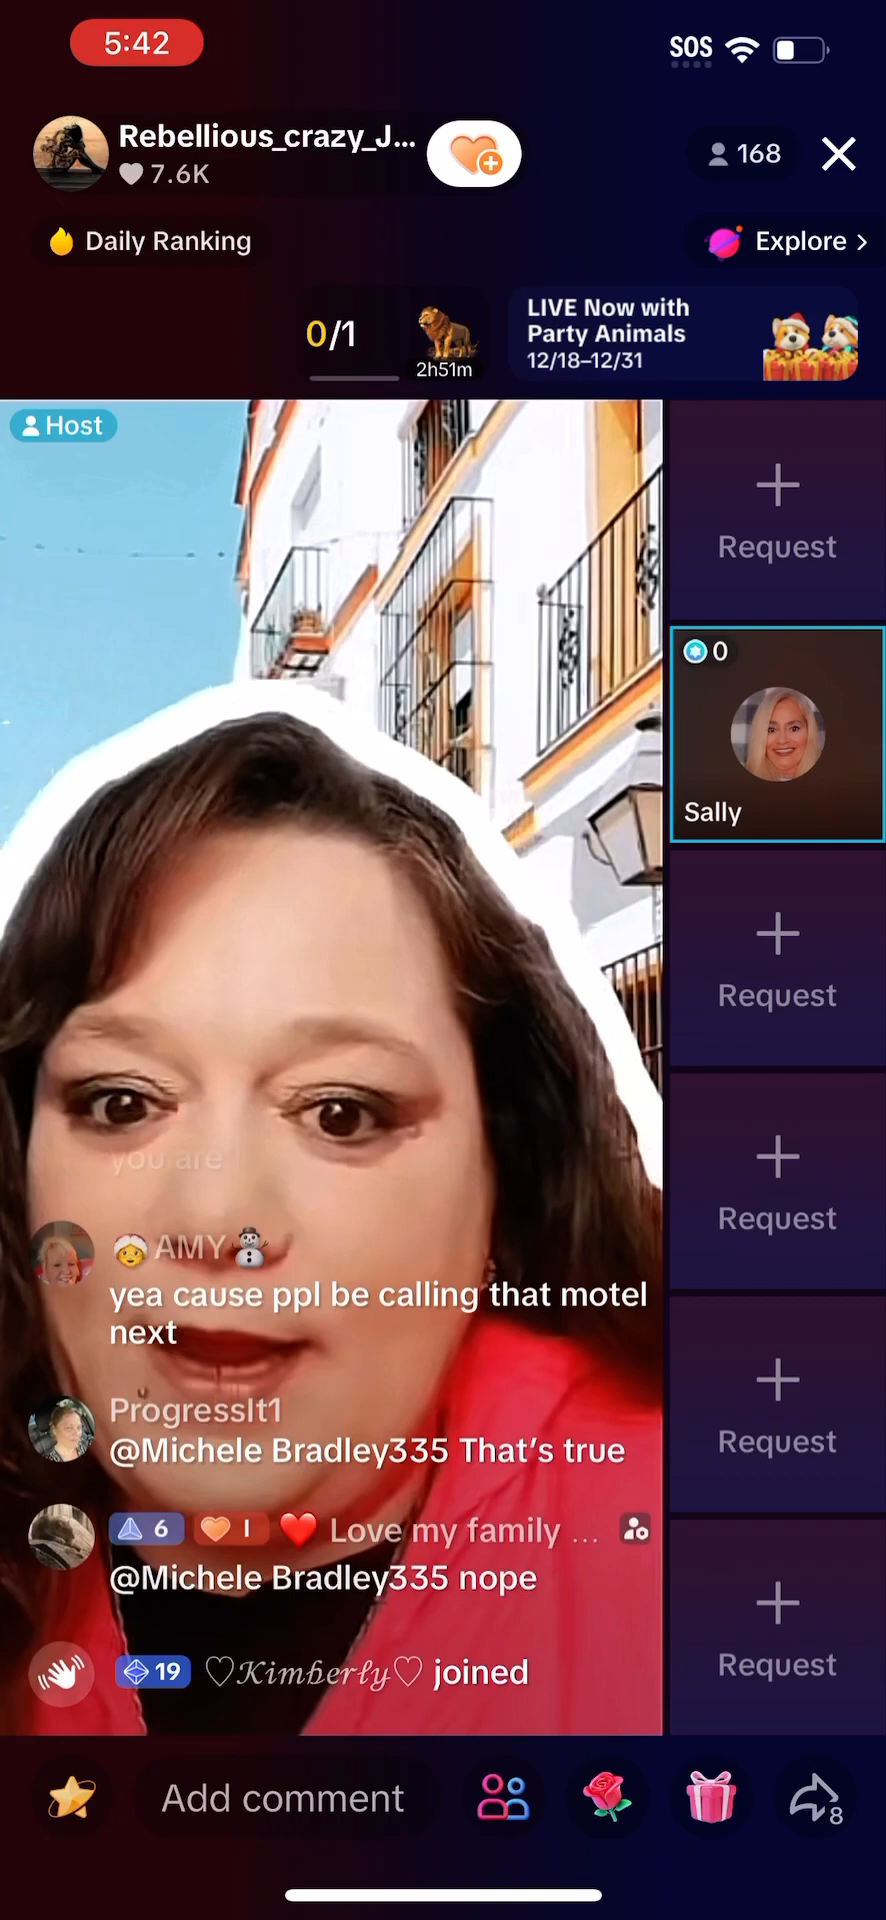 5:42
SOS
Rebellious_crazy_J...
7.6K
168
Daily Ranking
Explore >
0/1
2h51m
LIVE Now with
Party Animals
12/18–12/31
Host
Request
0
Sally
Request
Request
Request
Request
you are
AMY
yea cause ppl be calling that motel
next
ProgressIt1
@Michele Bradley335 That's true
6 I Love my family ...
@Michele Bradley335 nope
19 ♡𝒦𝒾𝓂𝒷ℯ𝓇𝓁𝓎♡ joined
Add comment
8